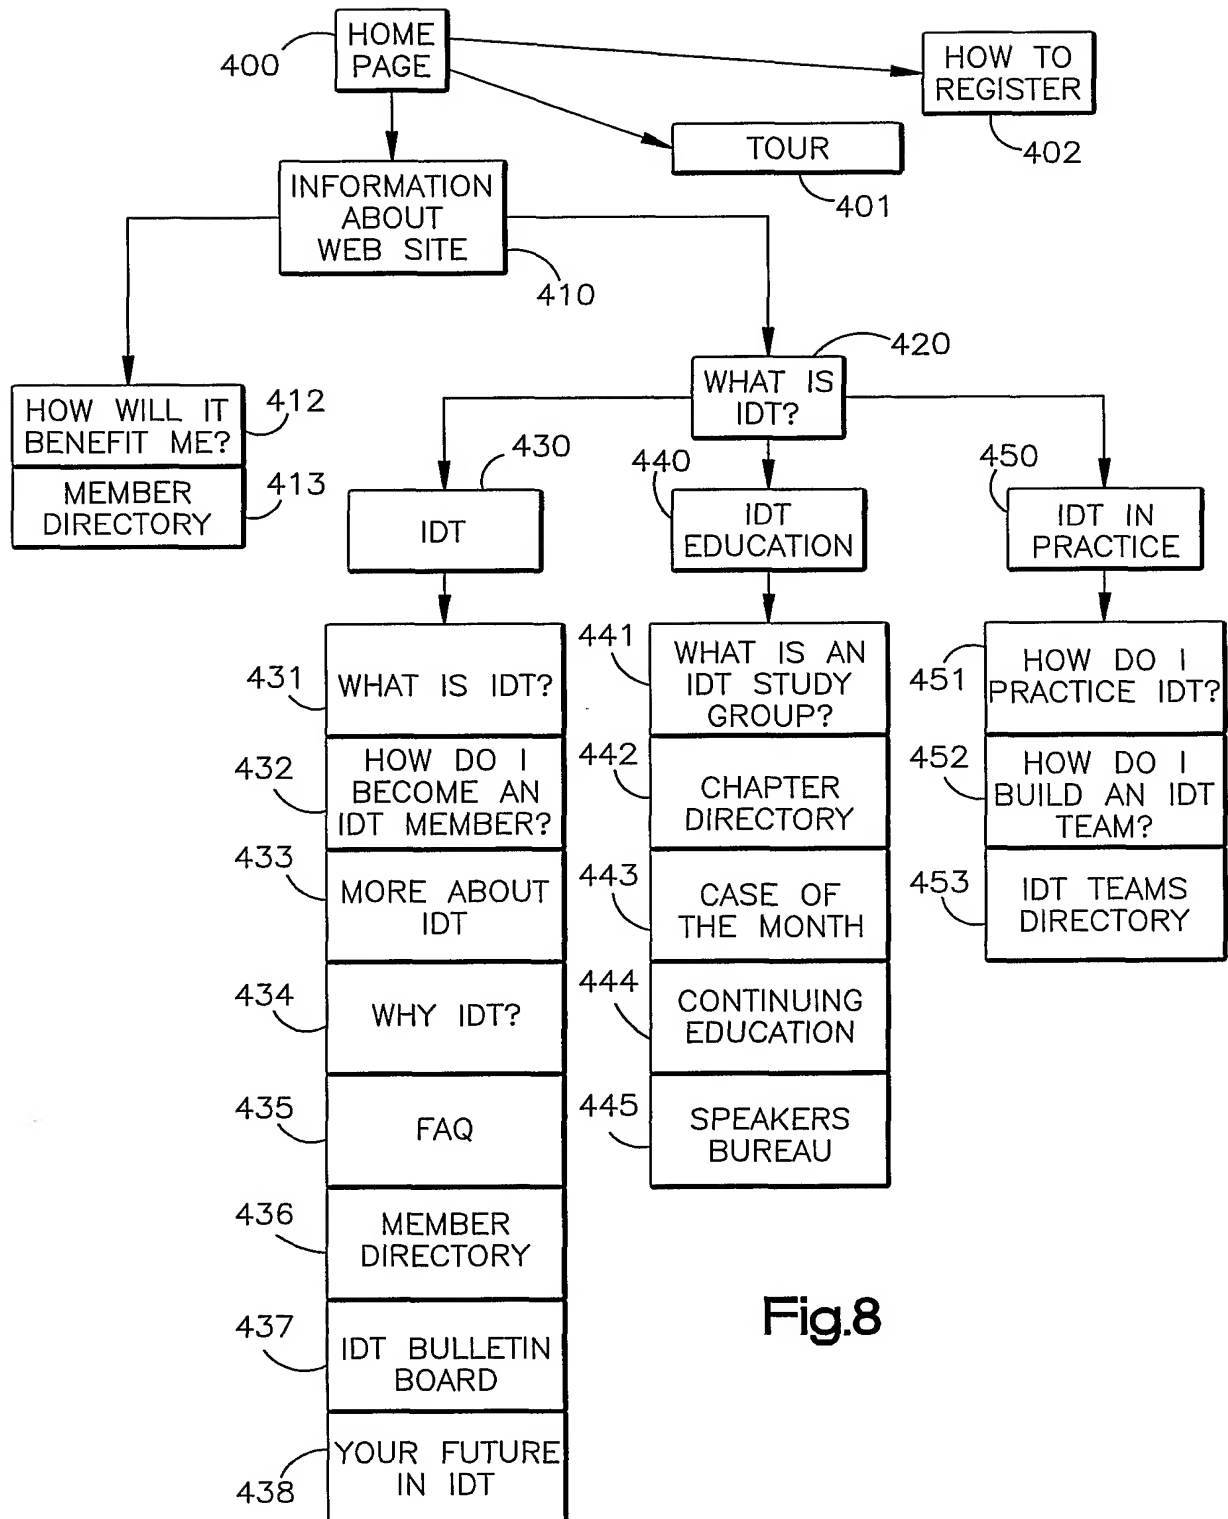 HOME
PAGE
400
HOW TO
REGISTER
402
TOUR
401
INFORMATION
ABOUT
WEB SITE
410
420
WHAT IS
IDT?
HOW WILL IT
BENEFIT ME?
412
MEMBER
DIRECTORY
413
430
IDT
440
IDT
EDUCATION
450
IDT IN
PRACTICE
431
WHAT IS IDT?
432
HOW DO I
BECOME AN
IDT MEMBER?
433
MORE ABOUT
IDT
434
WHY IDT?
435
FAQ
436
MEMBER
DIRECTORY
437
IDT BULLETIN
BOARD
438
YOUR FUTURE
IN IDT
441
WHAT IS AN
IDT STUDY
GROUP?
442
CHAPTER
DIRECTORY
443
CASE OF
THE MONTH
444
CONTINUING
EDUCATION
445
SPEAKERS
BUREAU
451
HOW DO I
PRACTICE IDT?
452
HOW DO I
BUILD AN IDT
TEAM?
453
IDT TEAMS
DIRECTORY
Fig.8